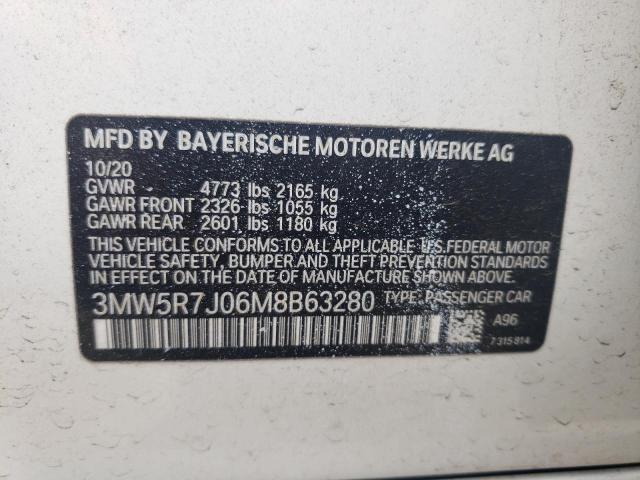 MFD BY BAYERISCHE MOTOREN WERKE AG
10/20
GVWR 4773 lbs 2165 kg
GAWR FRONT 2326 lbs 1055 kg
GAWR REAR 2601 lbs 1180 kg
THIS VEHICLE CONFORMS TO ALL APPLICABLE U.S.FEDERAL MOTOR
VEHICLE SAFETY, BUMPER AND THEFT PREVENTION
STANDARDS IN EFFECT ON THE DATE OF MANUFACTURE SHOWN ABOVE.
3MW5R7J06M8B63280 TYPE: PASSENGER CAR
A96
7315814